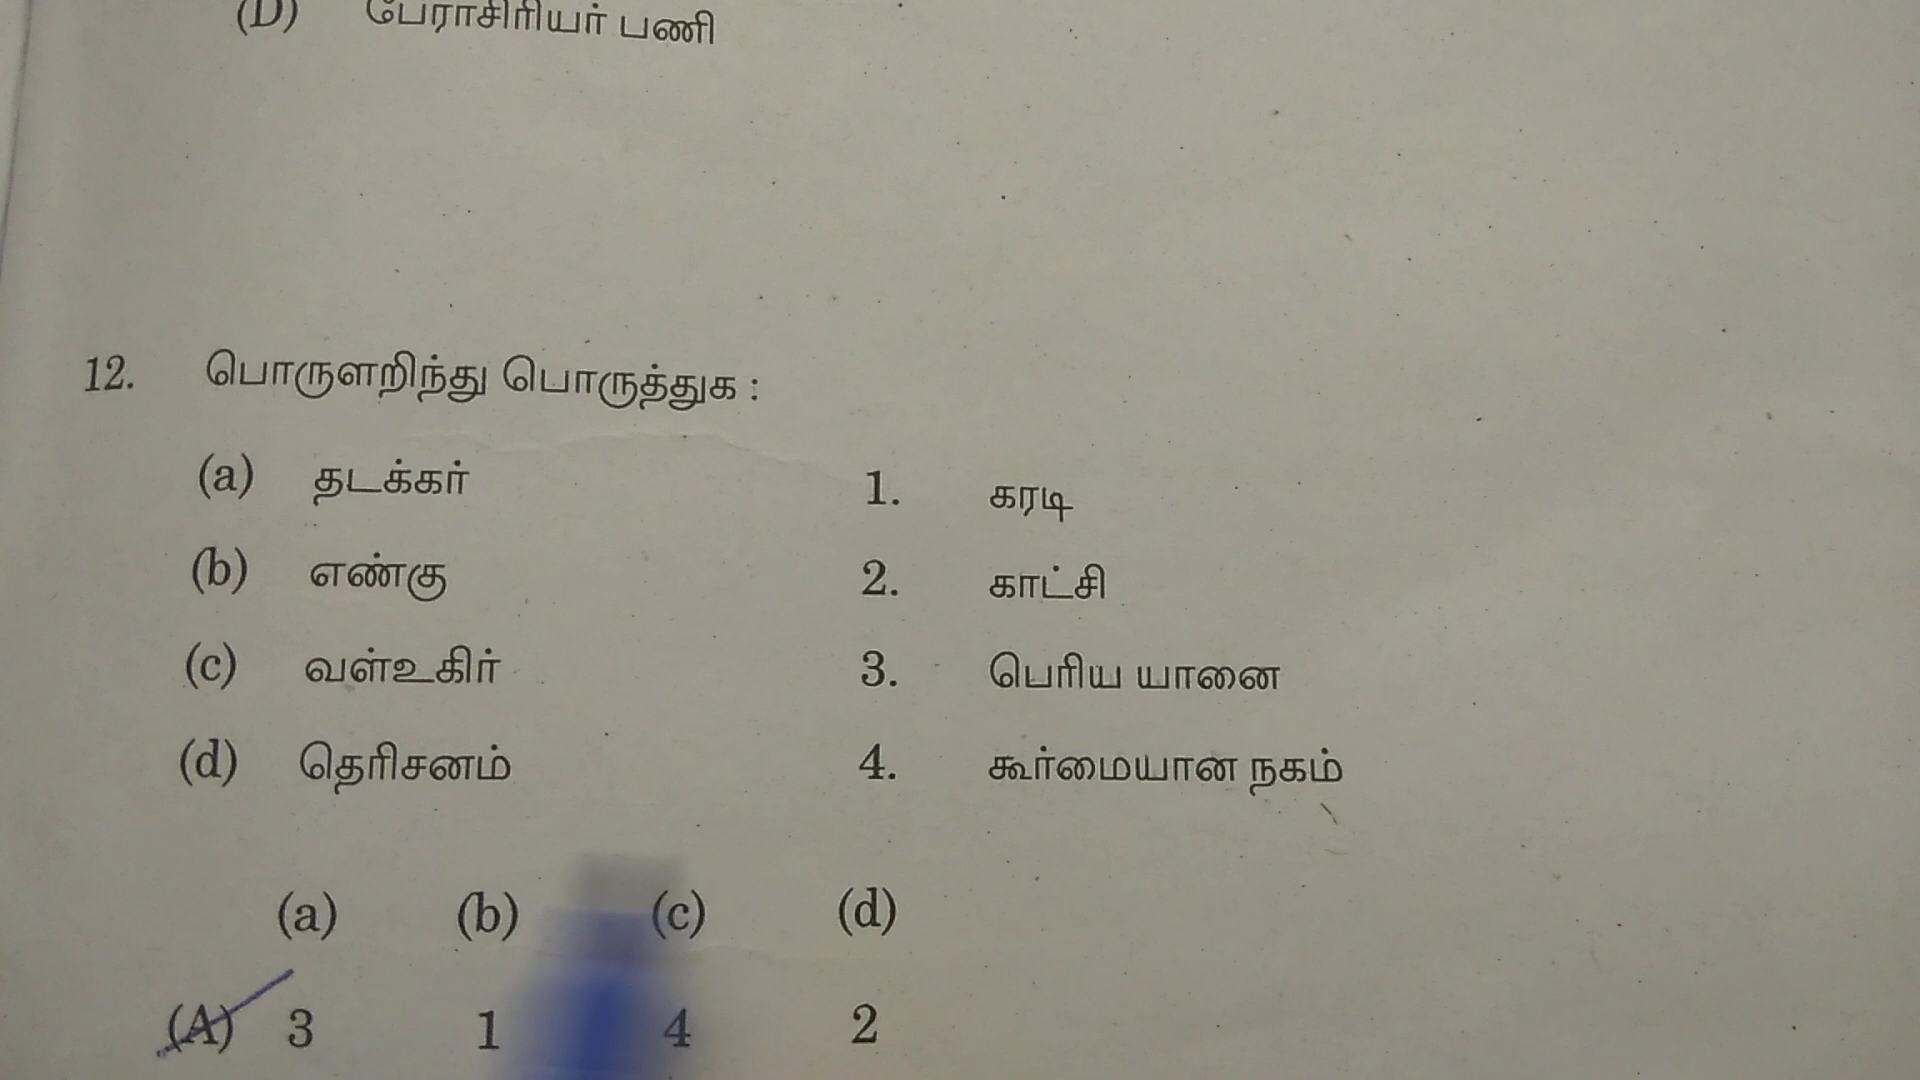 (D) பேராசிரியர் பணி
12. பொருளறிந்து பொருத்துக :
(a) தடக்கர் 1. கரடி
(b) எண்கு 2. காட்சி
(c) வள்உகிர் 3. பெரிய யானை
(d) தெரிசனம் 4. கூர்மையான நகம்
(a) (b) (c) (d)
(A) 3 1 4 2